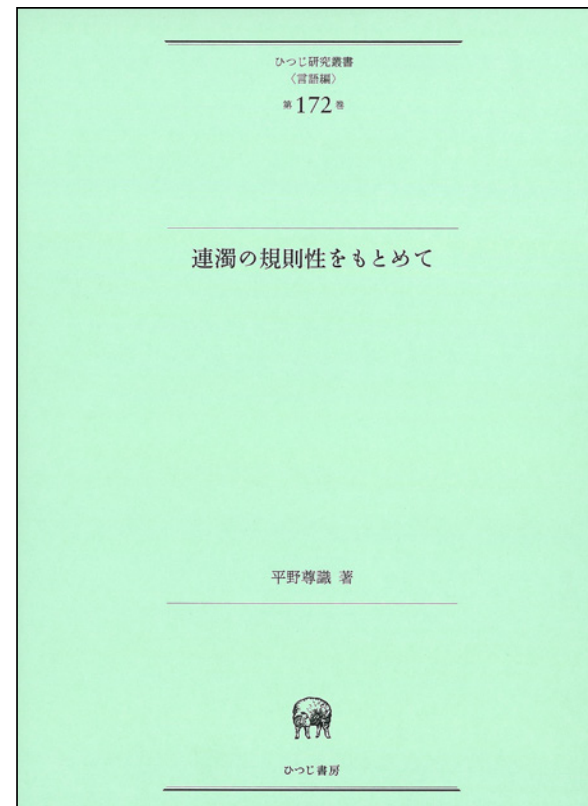 ひつじ研究叢書
〈言語編〉
第172巻
連濁の規則性をもとめて
平野尊識 著
ひつじ書房